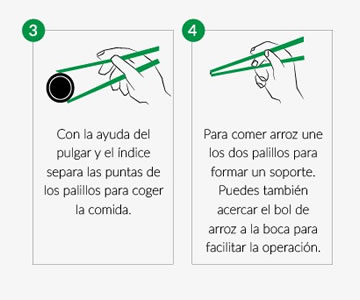 3
Con la ayuda del
pulgar y el índice
separa las puntas de
los palillos para coger
la comida.
4
Para comer arroz une
los dos palillos para
formar un soporte.
Puedes también
acercar el bol de
arroz a la boca para
facilitar la operación.